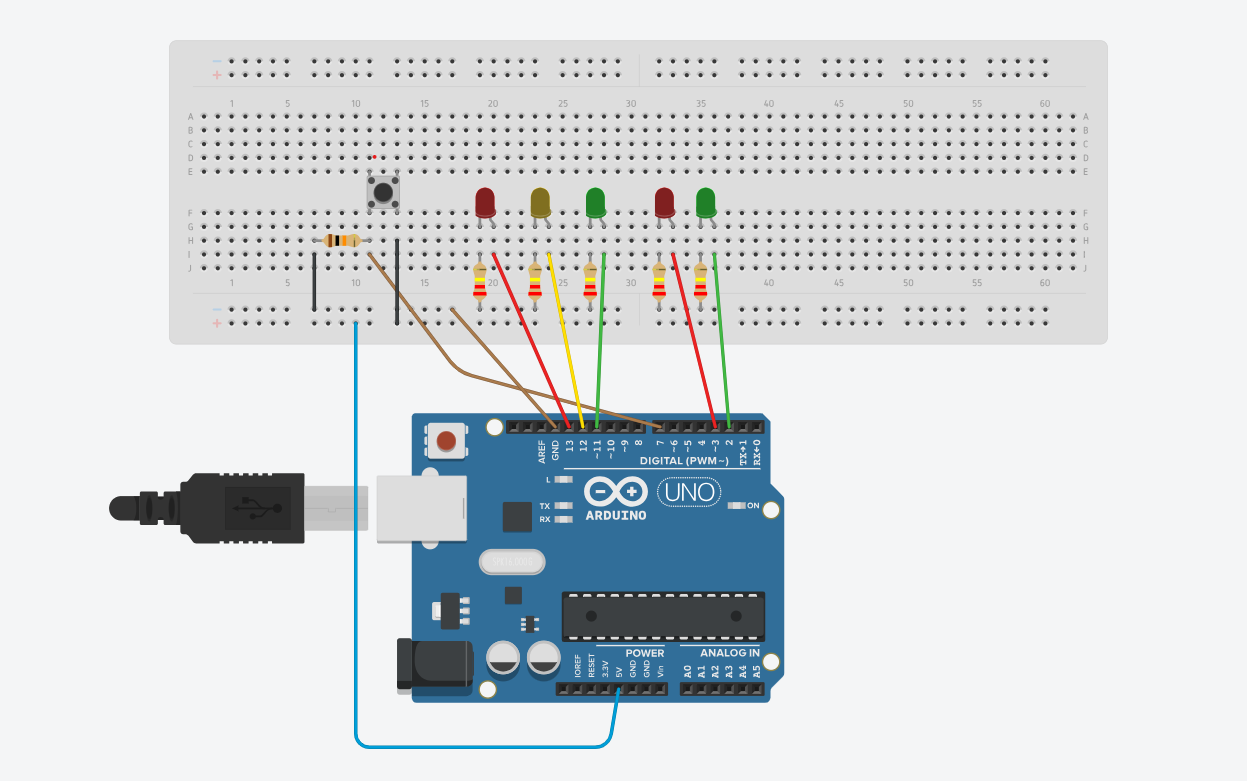 − −
+ +
1 5 10 15 20 25 30 35 40 45 50 55 60
A A
B B
C C
D D
E E
F F
G G
H H
I I
J J
1 5 10 15 20 25 30 35 40 45 50 55 60
− −
+ +
AREF GND 13 12 ~11 ~10 ~9 8 7 ~6 ~5 4 ~3 2 TX→1 RX←0
DIGITAL (PWM~)
L
TX
RX
ARDUINO
UNO
ON
POWER
ANALOG IN
IOREF RESET 3.3V 5V GND GND Vin A0 A1 A2 A3 A4 A5